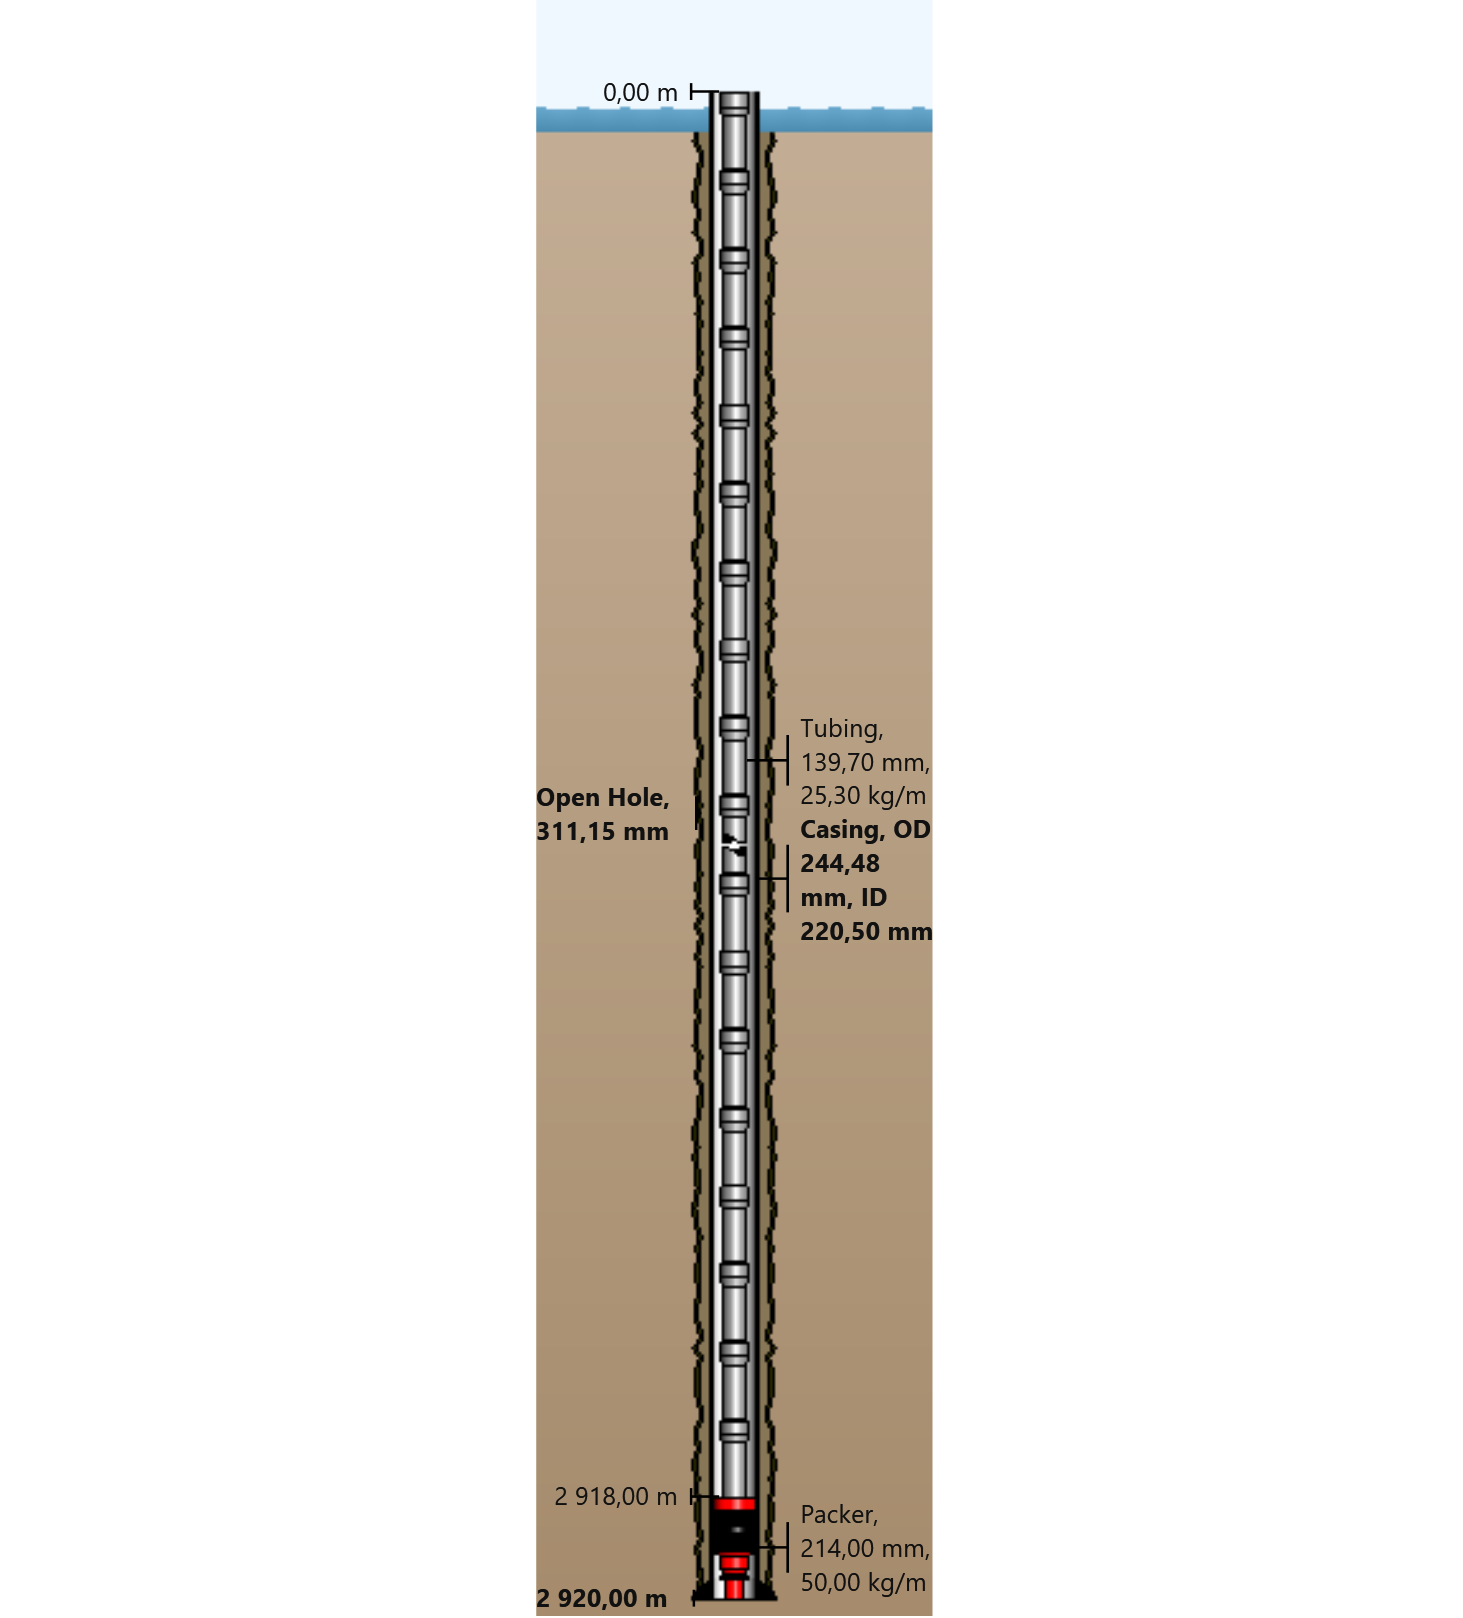 0,00 m
Tubing,
139,70 mm,
25,30 kg/m
Open Hole,
311,15 mm
Casing, OD
244,48
mm, ID
220,50 mm
2 918,00 m
Packer,
214,00 mm,
50,00 kg/m
2 920,00 m